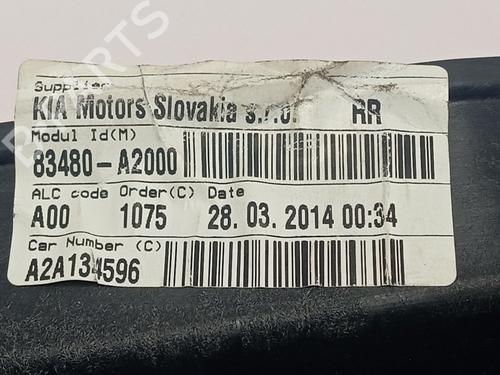 Supplier
KIA Motors Slovakia s.r.o. RR
Modul Id(M)
83480-A2000
ALC code Order(C) Date
A00 1075 28. 03. 2014 00:34
Car Number (C)
A2A134596